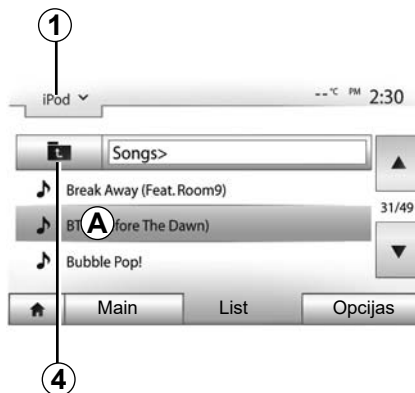 1
iPod
--°C PM 2:30
Songs>
Break Away (Feat. Room9)
31/49
A
fore The Dawn)
Bubble Pop!
Main List Opcijas
4